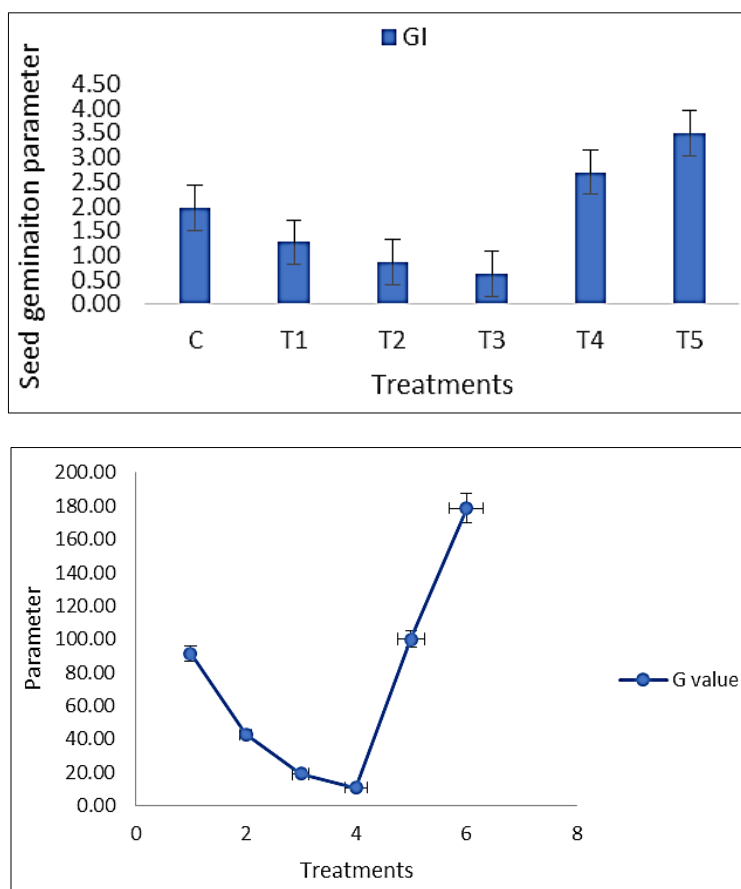 GI
Seed geminaiton parameter
4.50
4.00
3.50
3.00
2.50
2.00
1.50
1.00
0.50
0.00
C T1 T2 T3 T4 T5
Treatments
200.00
180.00
160.00
140.00
120.00
100.00
80.00
60.00
40.00
20.00
0.00
Parameter
G value
0 2 4 6 8
Treatments